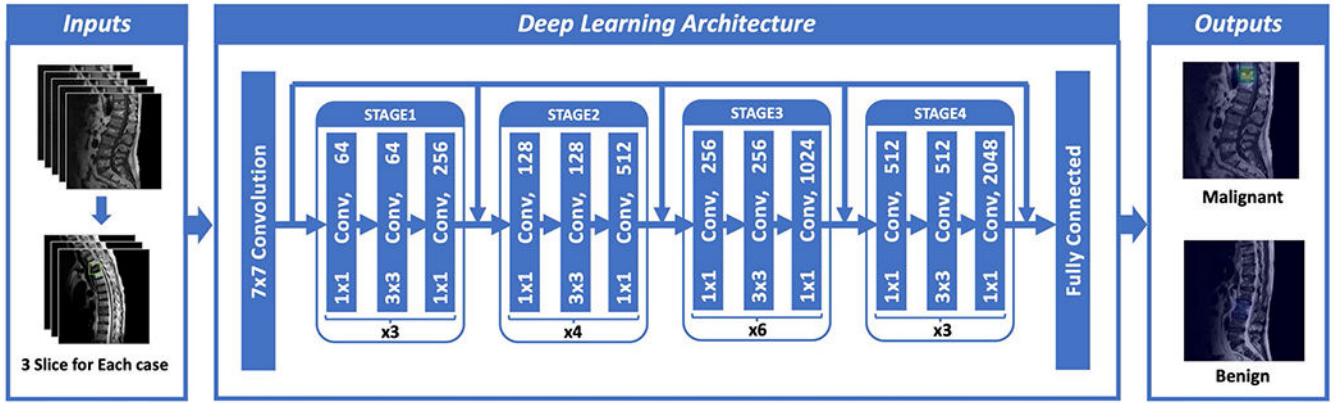 Inputs
3 Slice for Each case
Deep Learning Architecture
7x7 Convolution
STAGE1
1x1 Conv, 64
3x3 Conv, 64
1x1 Conv, 256
x3
STAGE2
1x1 Conv, 128
3x3 Conv, 128
1x1 Conv, 512
x4
STAGE3
1x1 Conv, 256
3x3 Conv, 256
1x1 Conv, 1024
x6
STAGE4
1x1 Conv, 512
3x3 Conv, 512
1x1 Conv, 2048
x3
Fully Connected
Outputs
Malignant
Benign